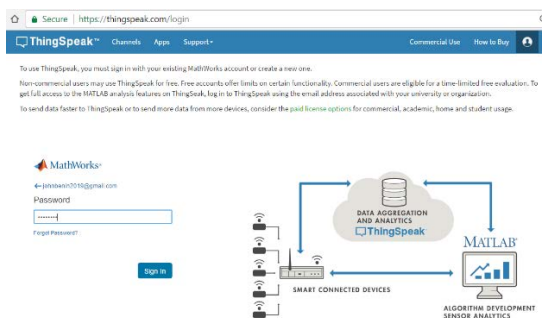 Secure | https://thingspeak.com/login
ThingSpeak™ Channels Apps Support Commercial Use How to Buy
To use ThingSpeak, you must sign in with your existing MathWorks account or create a new one.
Non-commercial users may use ThingSpeak for free. Free accounts offer limits on certain functionality. Commercial users are eligible for a time-limited free evaluation. To
get full access to the MATLAB analysis features on ThingSpeak, log in to ThingSpeak using the email address associated with your university or organization.
To send data faster to ThingSpeak or to send more data from more devices, consider the paid license options for commercial, academic, home and student usage.
MathWorks®
Password
Forgot Password?
Sign In
DATA AGGREGATION
AND ANALYTICS
ThingSpeak
MATLAB
SMART CONNECTED DEVICES
ALGORITHM DEVELOPMENT
SENSOR ANALYTICS